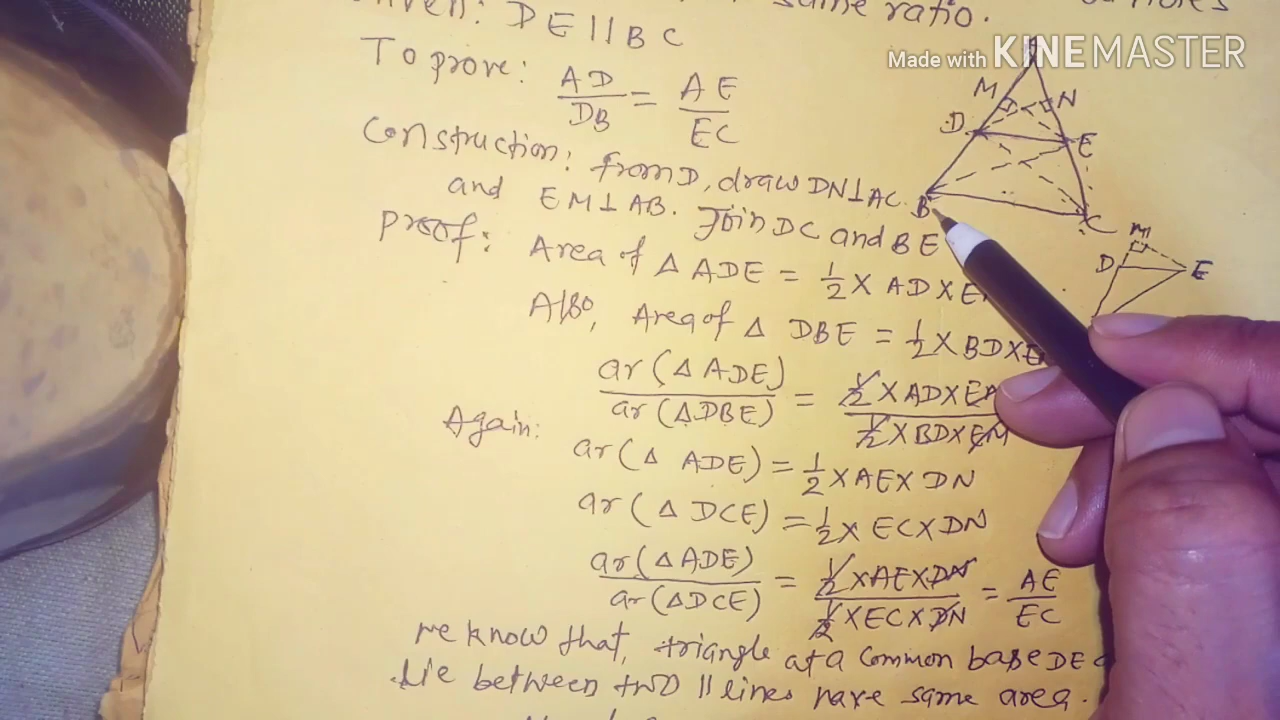 Given: DE || BC
same ratio.
To prove: AD/DB = AE/EC
Construction: from D, draw DN ⊥ AC
and EM ⊥ AB. Join DC and BE
Proof: Area of △ ADE = 1/2 × AD × E
Also, Area of △ DBE = 1/2 × BD × E
ar (△ ADE) / ar (△DBE) = 1/2 × AD × E / 1/2 × BD × EM
Again: ar (△ ADE) = 1/2 × AE × DN
ar (△ DCE) = 1/2 × EC × DN
ar (△ADE) / ar (△DCE) = 1/2 × AE × DN / 1/2 × EC × DN = AE/EC
we know that, triangle at a common base DE
lie between two || lines have same area.
Made with KINEMASTER
A
M N
D E
B C
M
D E